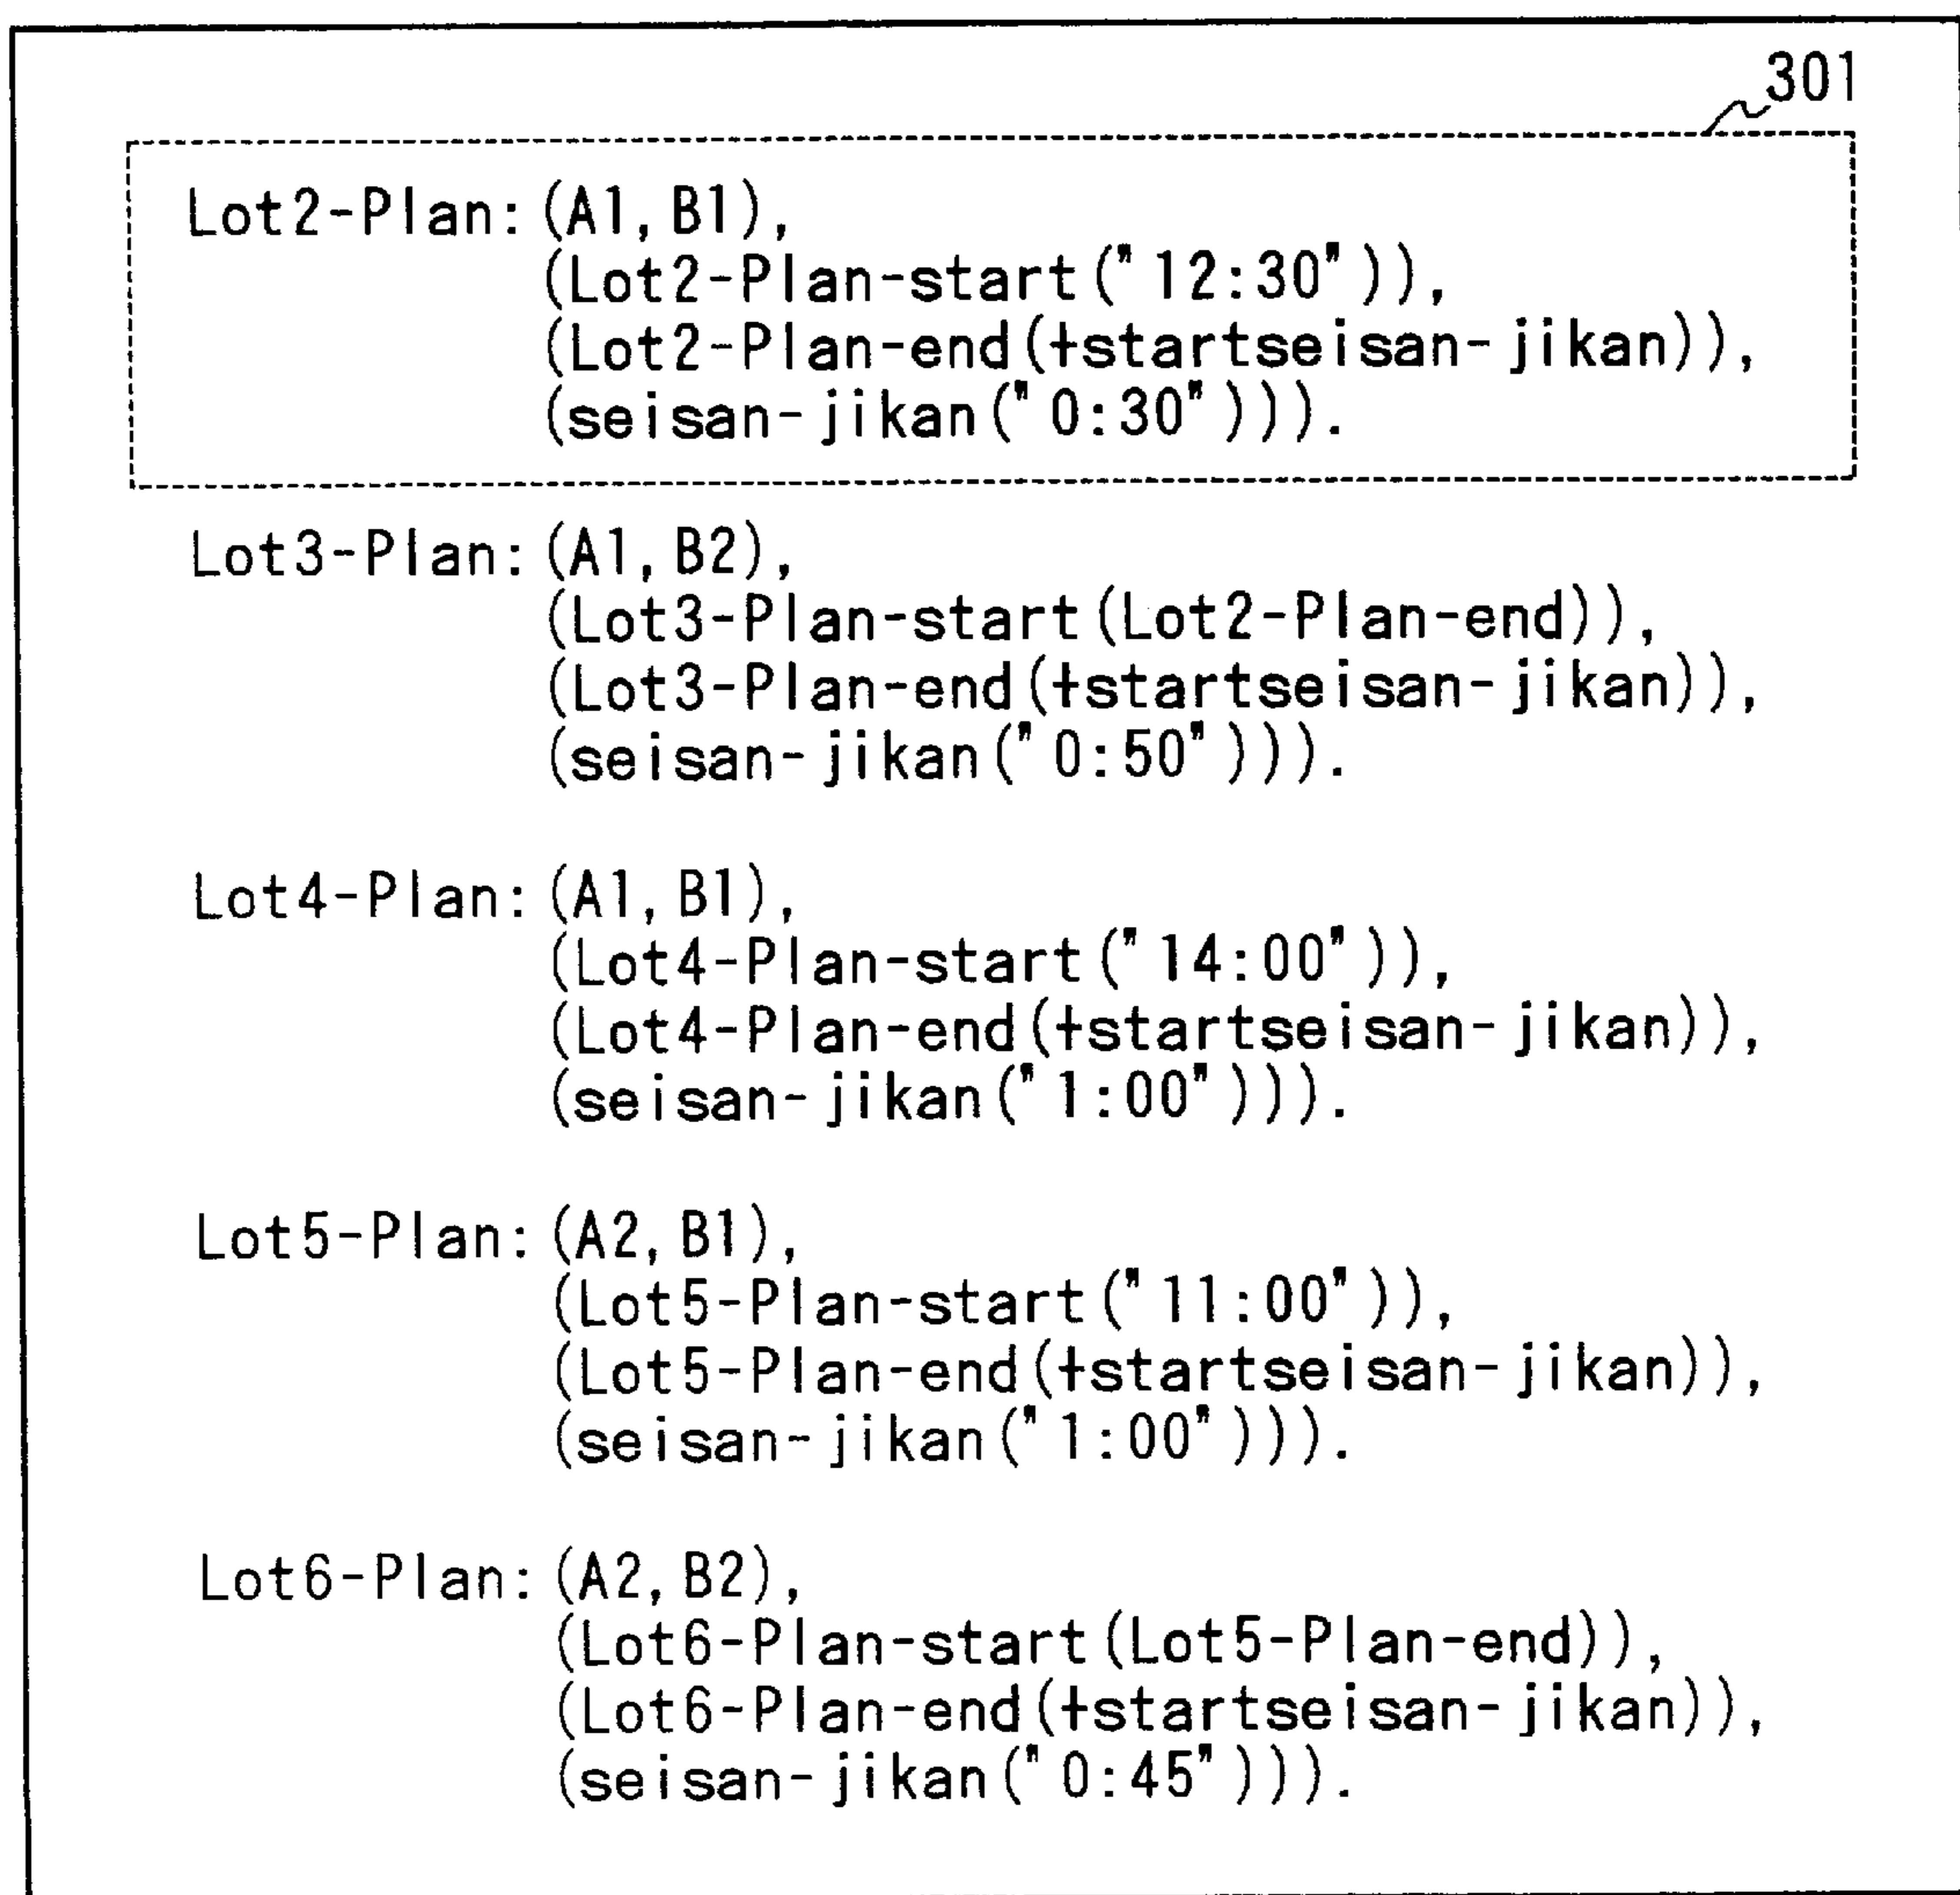 301
Lot2-Plan:(A1,B1),
(Lot2-Plan-start("12:30")),
(Lot2-Plan-end(+startseisan-jikan)),
(seisan-jikan("0:30"))).
Lot3-Plan:(A1,B2),
(Lot3-Plan-start(Lot2-Plan-end)),
(Lot3-Plan-end(+startseisan-jikan)),
(seisan-jikan("0:50"))).
Lot4-Plan:(A1,B1),
(Lot4-Plan-start("14:00")),
(Lot4-Plan-end(+startseisan-jikan)),
(seisan-jikan("1:00"))).
Lot5-Plan:(A2,B1),
(Lot5-Plan-start("11:00")),
(Lot5-Plan-end(+startseisan-jikan)),
(seisan-jikan("1:00"))).
Lot6-Plan:(A2,B2),
(Lot6-Plan-start(Lot5-Plan-end)),
(Lot6-Plan-end(+startseisan-jikan)),
(seisan-jikan("0:45"))).